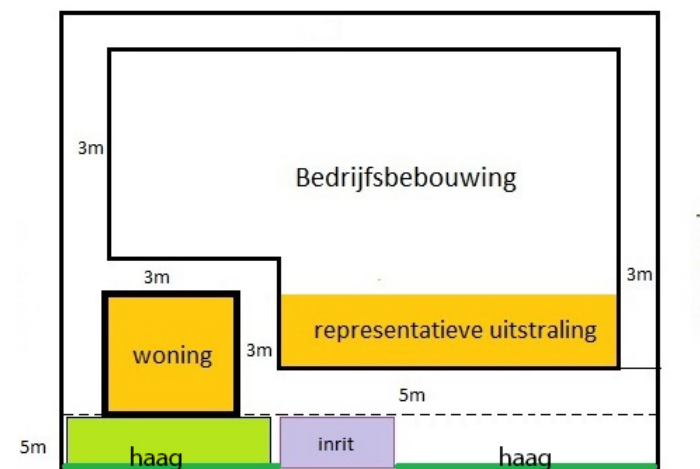 3m
Bedrijfsbebouwing
3m
3m
representatieve uitstraling
woning
3m
5m
5m
haag
inrit
haag